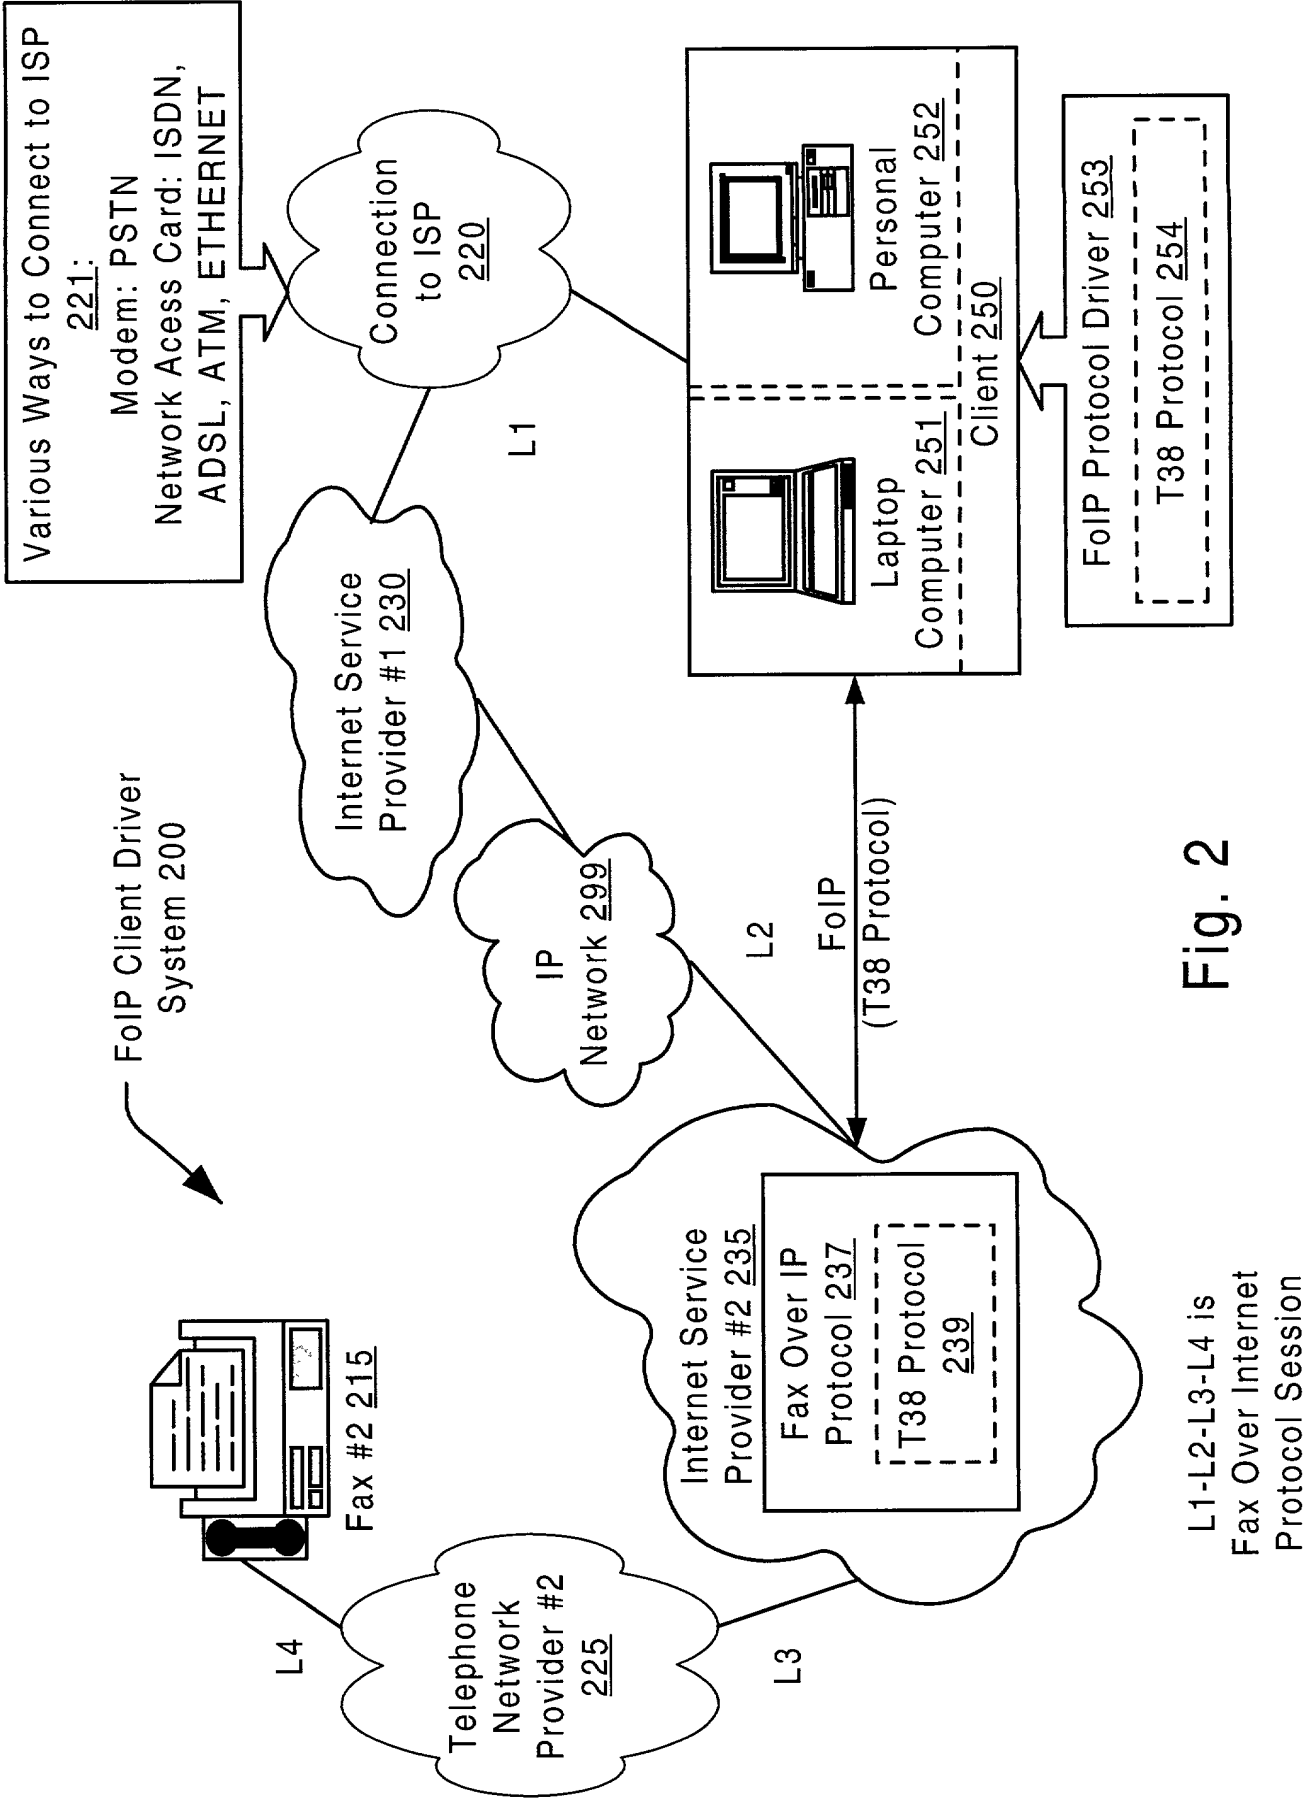 FoIP Client Driver
System 200
Various Ways to Connect to ISP
221:
Modem: PSTN
Network Acess Card: ISDN,
ADSL, ATM, ETHERNET
Fax #2 215
Internet Service
Provider #1 230
Connection
to ISP
220
L4
L1
Telephone
Network
Provider #2
225
IP
Network 299
L3
L2
Internet Service
Provider #2 235
Fax Over IP
Protocol 237
T38 Protocol
239
FoIP
(T38 Protocol)
Laptop
Computer 251
Personal
Computer 252
Client 250
FoIP Protocol Driver 253
T38 Protocol 254
L1-L2-L3-L4 is
Fax Over Internet
Protocol Session
Fig. 2